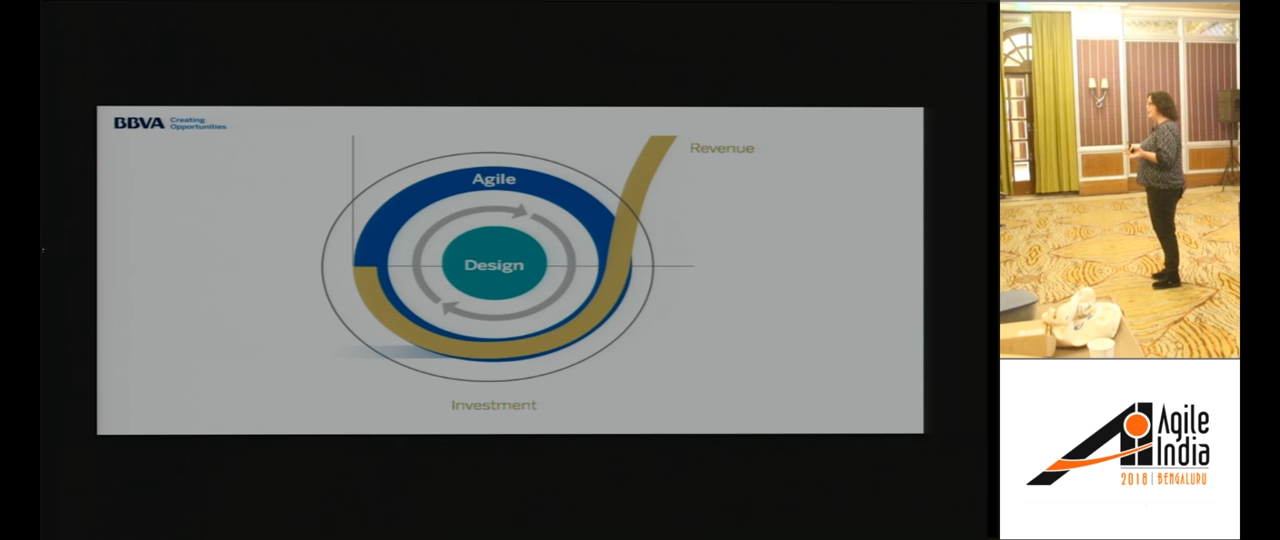 BBVA
Creating
Opportunities
Revenue
Agile
Design
Investment
Agile
India
2018 | BENGALURU